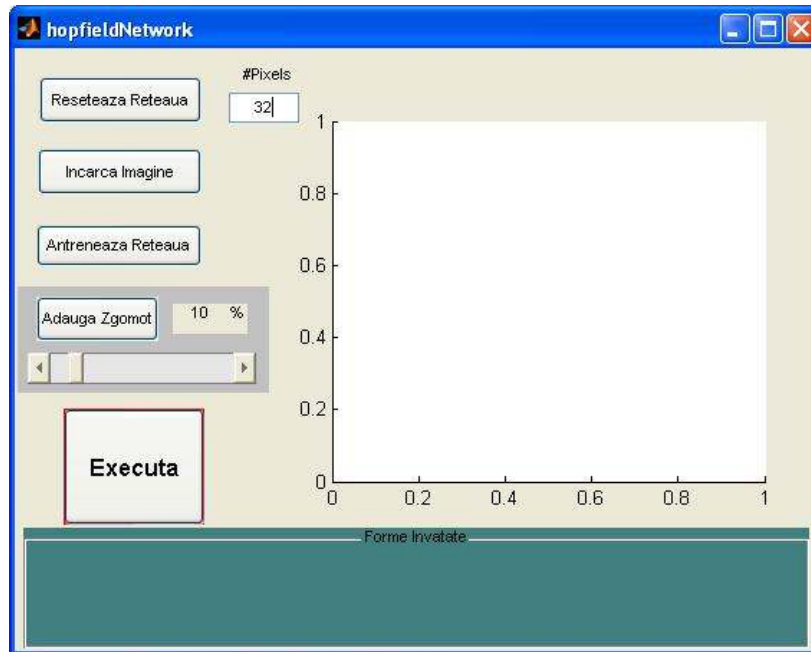 hopfieldNetwork
#Pixels
Reseteaza Reteaua
32
Incarca Imagine
Antreneaza Reteaua
Adauga Zgomot 10 %
Executa
1
0.8
0.6
0.4
0.2
0
0 0.2 0.4 0.6 0.8 1
Forme Invatate